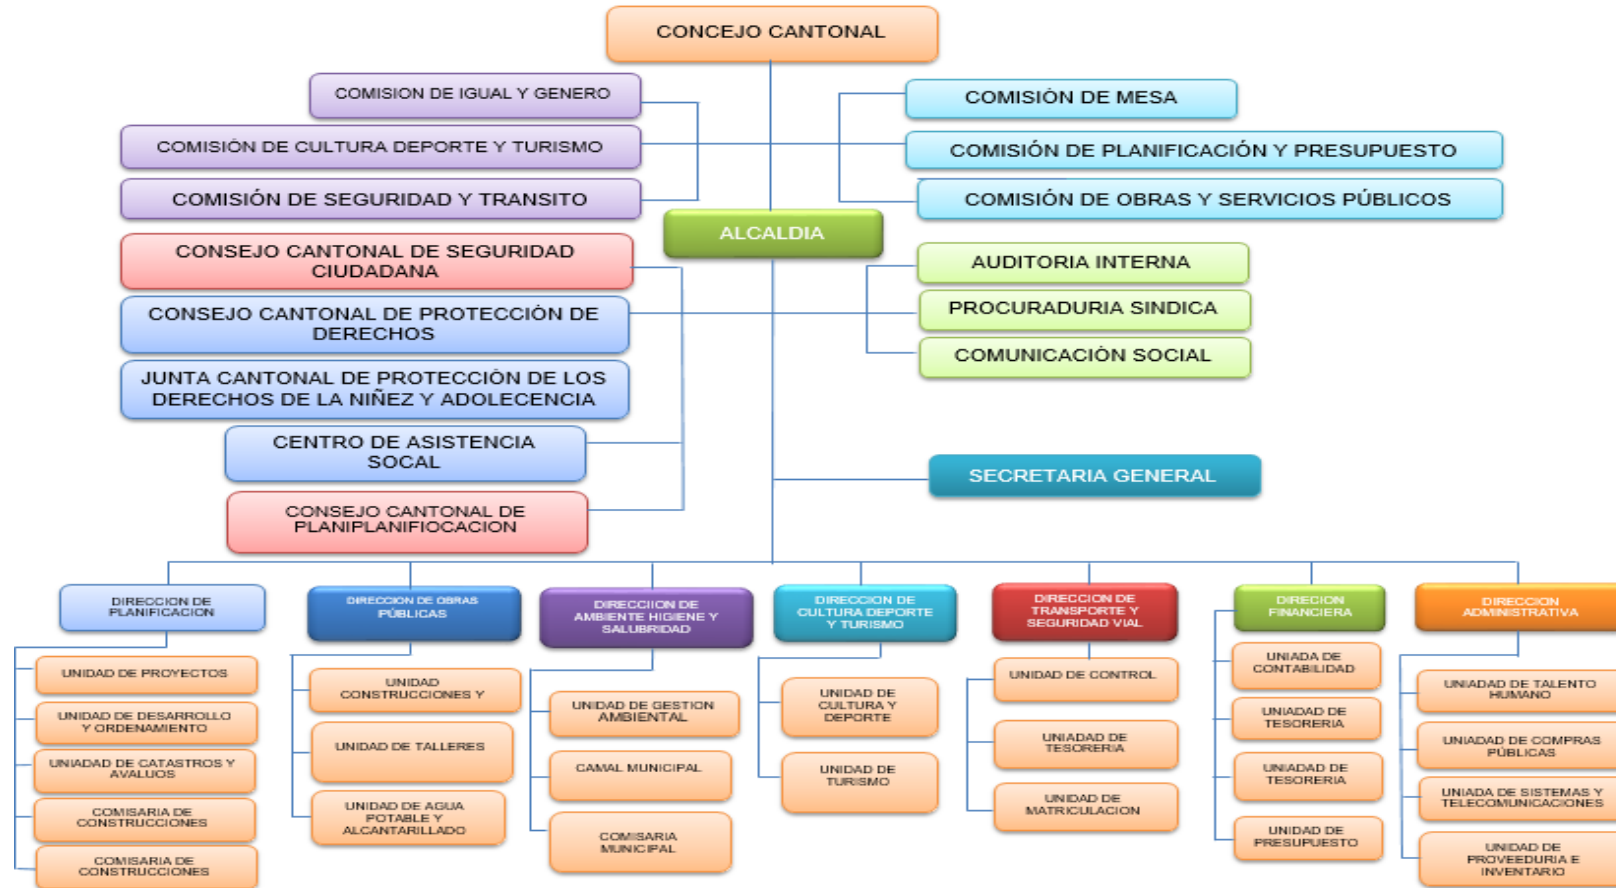 CONCEJO CANTONAL
COMISION DE IGUAL Y GENERO
COMISIÓN DE CULTURA DEPORTE Y TURISMO
COMISIÓN DE SEGURIDAD Y TRANSITO
COMISIÓN DE MESA
COMISIÓN DE PLANIFICACIÓN Y PRESUPUESTO
COMISIÓN DE OBRAS Y SERVICIOS PÚBLICOS
ALCALDIA
CONSEJO CANTONAL DE SEGURIDAD
CIUDADANA
CONSEJO CANTONAL DE PROTECCIÓN DE
DERECHOS
JUNTA CANTONAL DE PROTECCIÓN DE LOS
DERECHOS DE LA NIÑEZ Y ADOLECENCIA
CENTRO DE ASISTENCIA
SOCAL
CONSEJO CANTONAL DE
PLANIPLANIFIOCACION
AUDITORIA INTERNA
PROCURADURIA SINDICA
COMUNICACIÓN SOCIAL
SECRETARIA GENERAL
DIRECCION DE
PLANIFICACION
UNIDAD DE PROYECTOS
UNIDAD DE DESARROLLO
Y ORDENAMIENTO
UNIADAD DE CATASTROS Y
AVALUOS
COMISARIA DE
CONSTRUCCIONES
COMISARIA DE
CONSTRUCCIONES
DIRECCION DE OBRAS
PÚBLICAS
UNIDAD
CONSTRUCCIONES Y
UNIDAD DE TALLERES
UNIDAD DE AGUA
POTABLE Y
ALCANTARILLADO
DIRECCIION DE
AMBIENTE HIGIENE Y
SALUBRIDAD
UNIDAD DE GESTION
AMBIENTAL
CAMAL MUNICIPAL
COMISARIA
MUNICIPAL
DIRECCION DE
CULTURA DEPORTE
Y TURISMO
UNIDAD DE
CULTURA Y
DEPORTE
UNIDAD DE
TURISMO
DIRECCION DE
TRANSPORTE Y
SEGURIDAD VIAL
UNIDAD DE CONTROL
UNIADAD DE
TESORERIA
UNIDAD DE
MATRICULACION
DIRECION
FINANCIERA
UNIADA DE
CONTABILIDAD
UNIADAD DE
TESORERIA
UNIADAD DE
TESORERIA
UNIDAD DE
PRESUPUESTO
DIRECCION
ADMINISTRATIVA
UNIADAD DE TALENTO
HUMANO
UNIADAD DE COMPRAS
PÚBLICAS
UNIADA DE SISTEMAS Y
TELECOMUNICACIONES
UNIDAD DE
PROVEEDURIA E
INVENTARIO